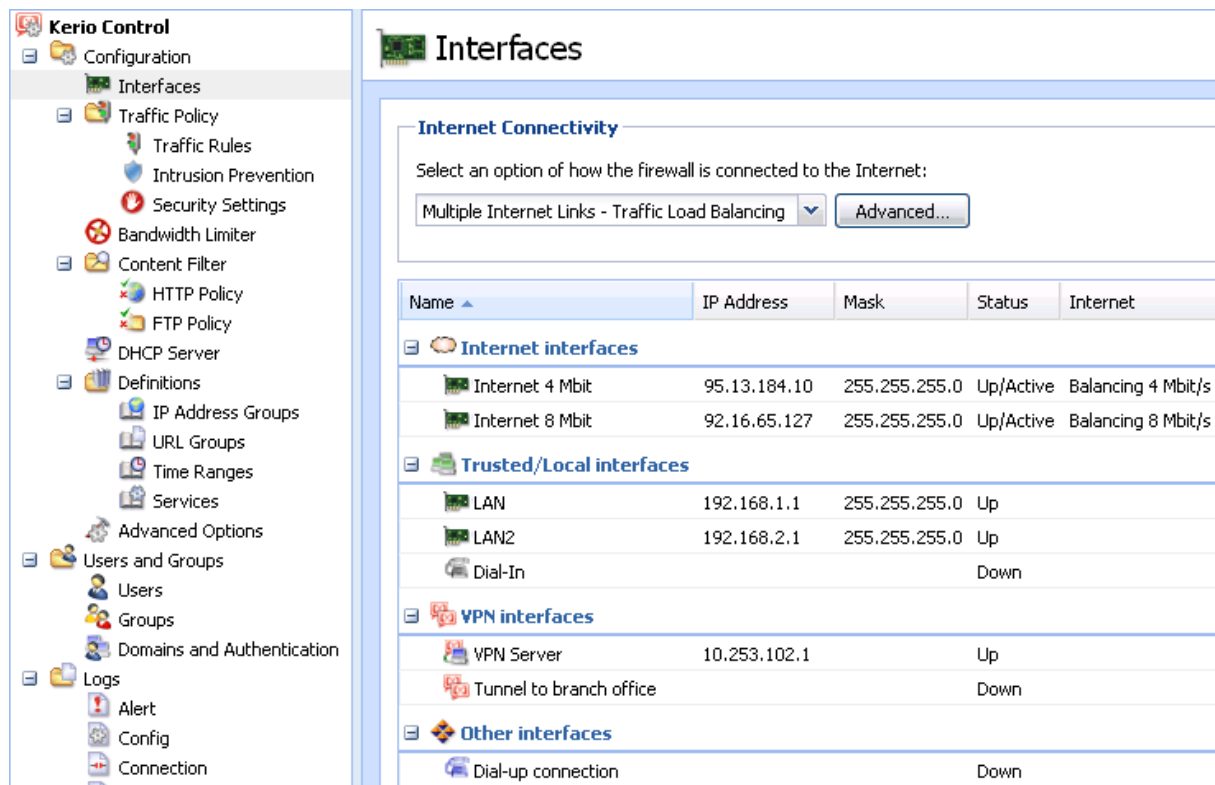 Kerio Control
Configuration
Interfaces
Traffic Policy
Traffic Rules
Intrusion Prevention
Security Settings
Bandwidth Limiter
Content Filter
HTTP Policy
FTP Policy
DHCP Server
Definitions
IP Address Groups
URL Groups
Time Ranges
Services
Advanced Options
Users and Groups
Users
Groups
Domains and Authentication
Logs
Alert
Config
Connection
Interfaces
Internet Connectivity
Select an option of how the firewall is connected to the Internet:
Multiple Internet Links - Traffic Load Balancing Advanced...
Name IP Address Mask Status Internet
Internet interfaces
Internet 4 Mbit 95.13.184.10 255.255.255.0 Up/Active Balancing 4 Mbit/s
Internet 8 Mbit 92.16.65.127 255.255.255.0 Up/Active Balancing 8 Mbit/s
Trusted/Local interfaces
LAN 192.168.1.1 255.255.255.0 Up
LAN2 192.168.2.1 255.255.255.0 Up
Dial-In Down
VPN interfaces
VPN Server 10.253.102.1 Up
Tunnel to branch office Down
Other interfaces
Dial-up connection Down